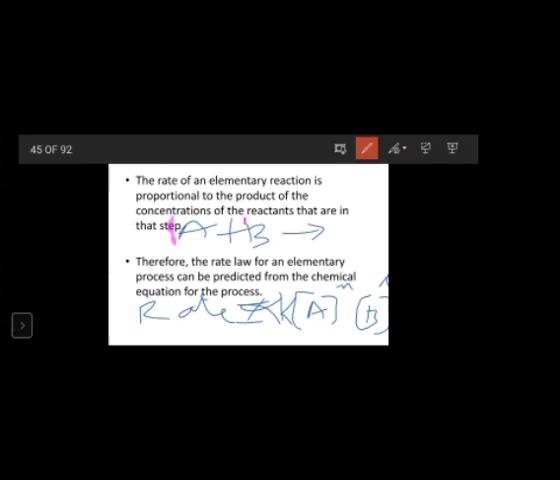 45 OF 92
• The rate of an elementary reaction is
proportional to the product of the
concentrations of the reactants that are in
that step.
A + B →
• Therefore, the rate law for an elementary
process can be predicted from the chemical
equation for the process.
Rate = k[A]ᵐ [B]